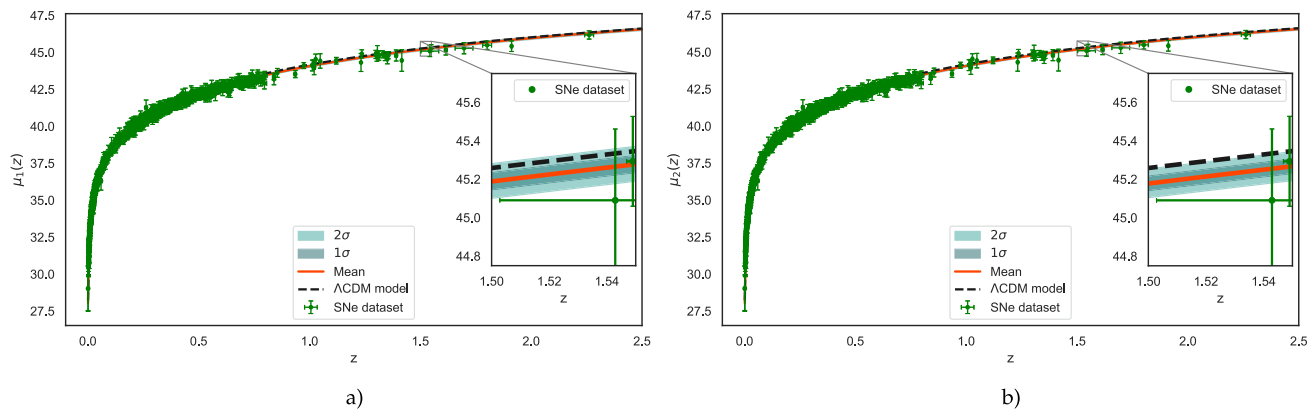 47.5
45.0
42.5
40.0
37.5
35.0
32.5
30.0
27.5
μ₁(z)
0.0 0.5 1.0 1.5 2.0 2.5
z
2σ
1σ
Mean
ΛCDM model
SNe dataset
SNe dataset
45.6
45.4
45.2
45.0
44.8
1.50 1.52 1.54
z
a)
47.5
45.0
42.5
40.0
37.5
35.0
32.5
30.0
27.5
μ₂(z)
0.0 0.5 1.0 1.5 2.0 2.5
z
2σ
1σ
Mean
ΛCDM model
SNe dataset
SNe dataset
45.6
45.4
45.2
45.0
44.8
1.50 1.52 1.54
z
b)